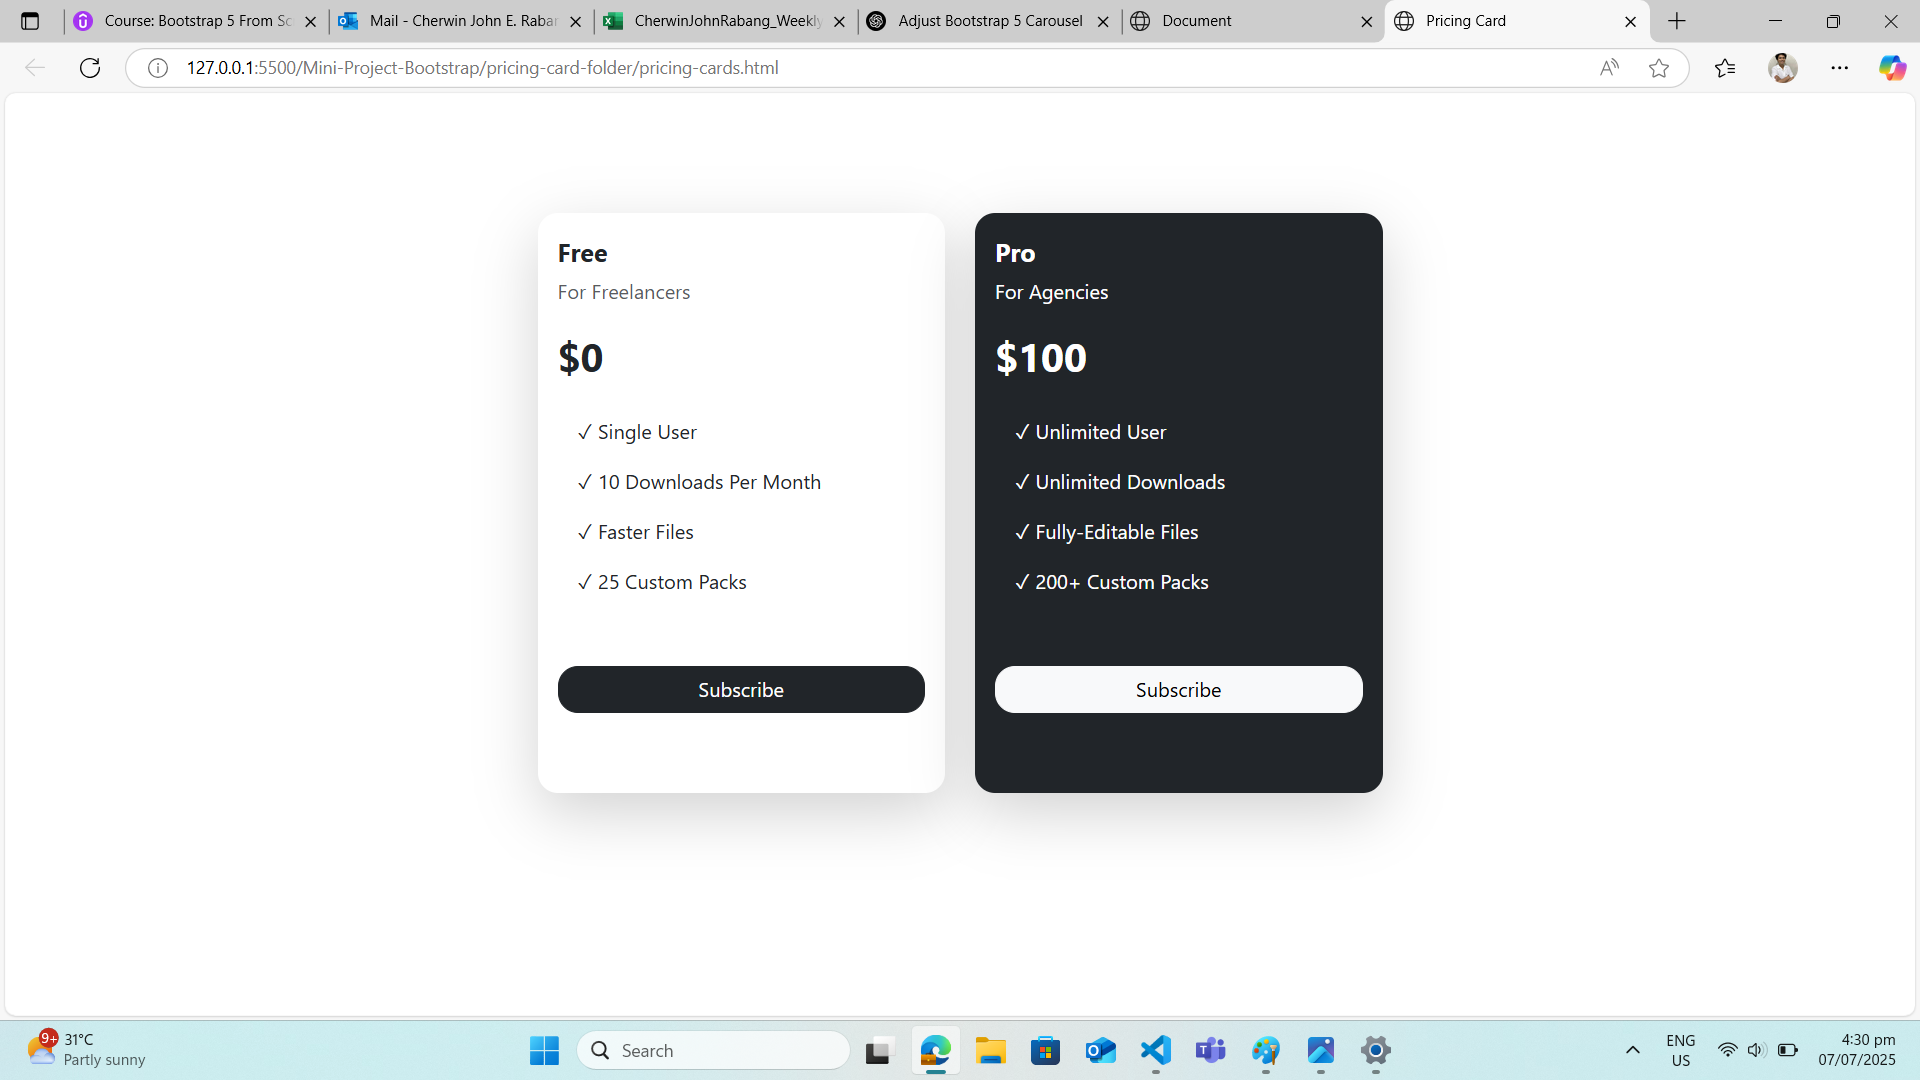 Course: Bootstrap 5 From Sc
Mail - Cherwin John E. Raban
CherwinJohnRabang_Weekly
Adjust Bootstrap 5 Carousel
Document
Pricing Card
127.0.0.1:5500/Mini-Project-Bootstrap/pricing-card-folder/pricing-cards.html
Free
For Freelancers
$0
✓ Single User
✓ 10 Downloads Per Month
✓ Faster Files
✓ 25 Custom Packs
Subscribe
Pro
For Agencies
$100
✓ Unlimited User
✓ Unlimited Downloads
✓ Fully-Editable Files
✓ 200+ Custom Packs
Subscribe
9+
31°C
Partly sunny
Search
ENG
US
4:30 pm
07/07/2025